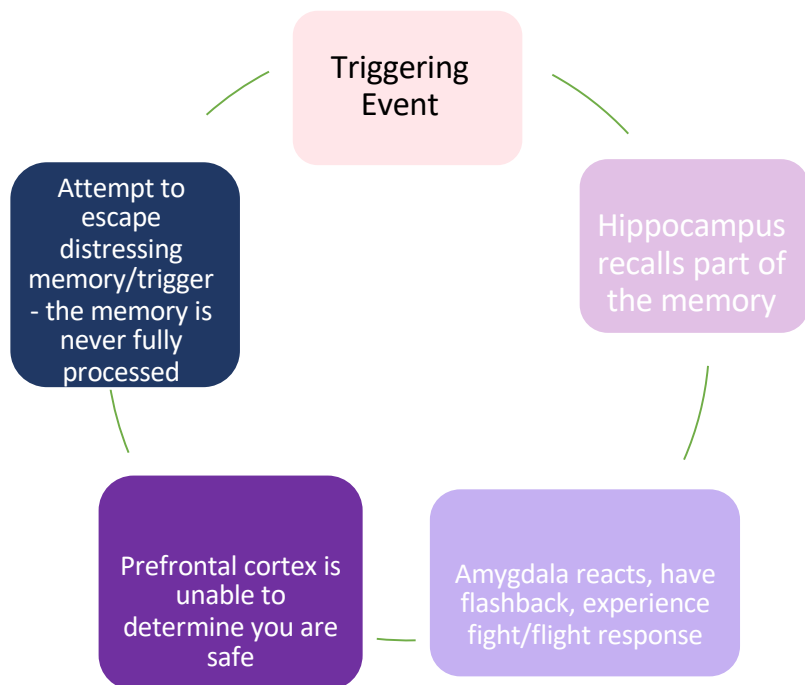 Triggering
Event
Hippocampus
recalls part of
the memory
Amygdala reacts, have
flashback, experience
fight/flight response
Prefrontal cortex is
unable to
determine you are
safe
Attempt to
escape
distressing
memory/trigger
- the memory is
never fully
processed